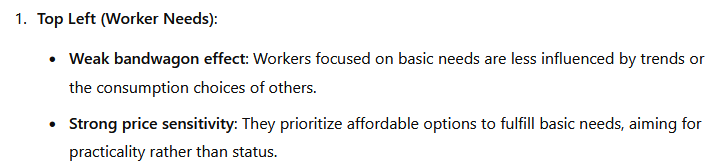 1. Top Left (Worker Needs):
• Weak bandwagon effect: Workers focused on basic needs are less influenced by trends or
the consumption choices of others.
• Strong price sensitivity: They prioritize affordable options to fulfill basic needs, aiming for
practicality rather than status.